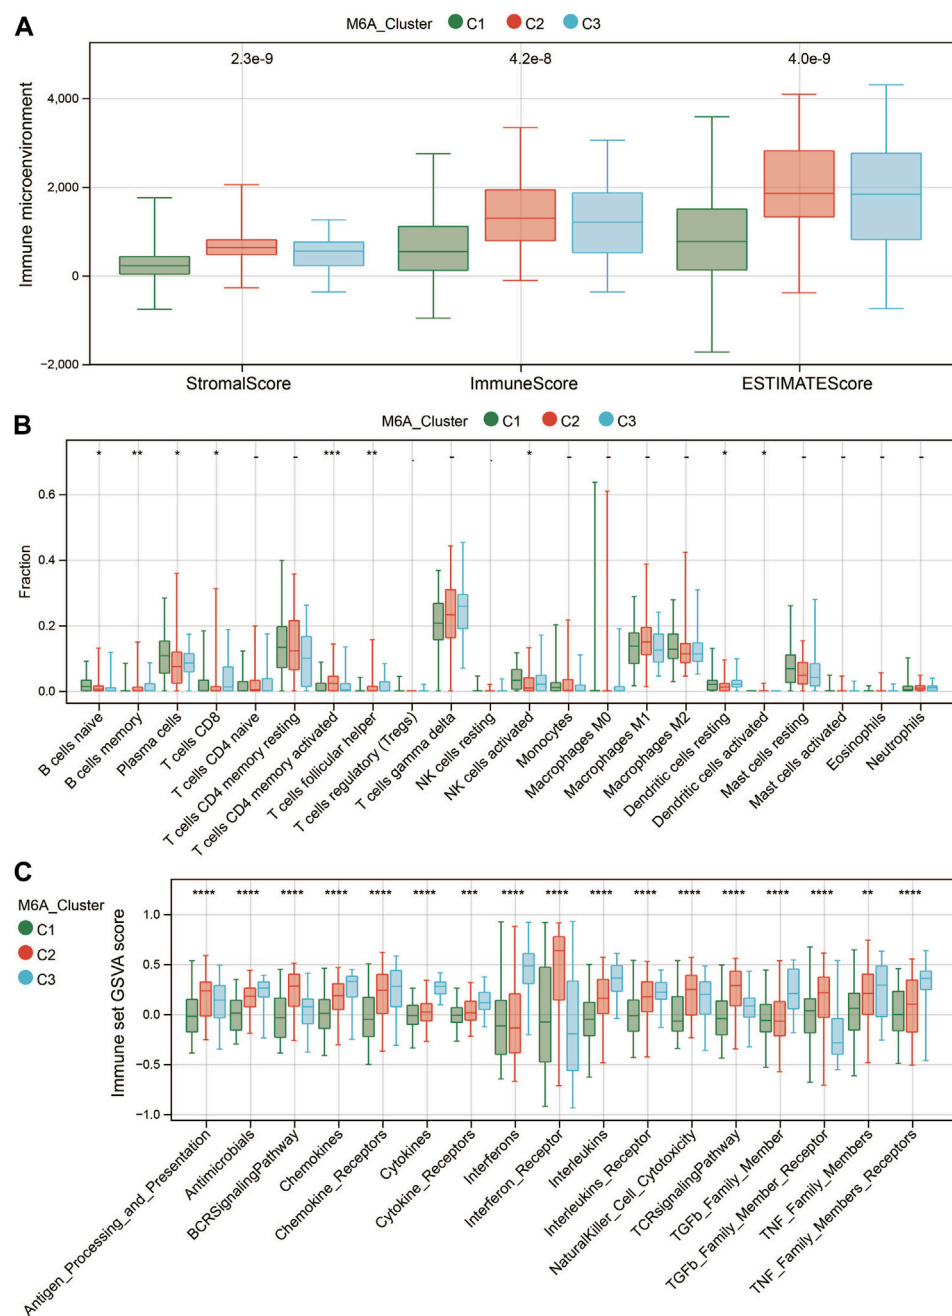 A
M6A_Cluster C1 C2 C3
2.3e-9 4.2e-8 4.0e-9
Immune microenvironment
4,000
2,000
0
−2,000
StromalScore ImmuneScore ESTIMATEScore
B
M6A_Cluster C1 C2 C3
* ** * * – – *** ** . – . * – – – – * * – – – –
Fraction
0.6
0.4
0.2
0.0
B cells naive
B cells memory
Plasma cells
T cells CD8
T cells CD4 naive
T cells CD4 memory resting
T cells CD4 memory activated
T cells follicular helper
T cells regulatory (Tregs)
T cells gamma delta
NK cells resting
NK cells activated
Monocytes
Macrophages M0
Macrophages M1
Macrophages M2
Dendritic cells resting
Dendritic cells activated
Mast cells resting
Mast cells activated
Eosinophils
Neutrophils
C
M6A_Cluster
C1
C2
C3
**** **** **** **** **** **** *** **** **** **** **** **** **** **** **** ** ****
Immune set GSVA score
1.0
0.5
0.0
−0.5
−1.0
Antigen_Processing_and_Presentation
Antimicrobials
BCRSignalingPathway
Chemokines
Chemokine_Receptors
Cytokines
Cytokine_Receptors
Interferons
Interferon_Receptor
Interleukins
Interleukins_Receptor
NaturalKiller_Cell_Cytotoxicity
TCRsignalingPathway
TGFb_Family_Member
TGFb_Family_Member_Receptor
TNF_Family_Members
TNF_Family_Members_Receptors